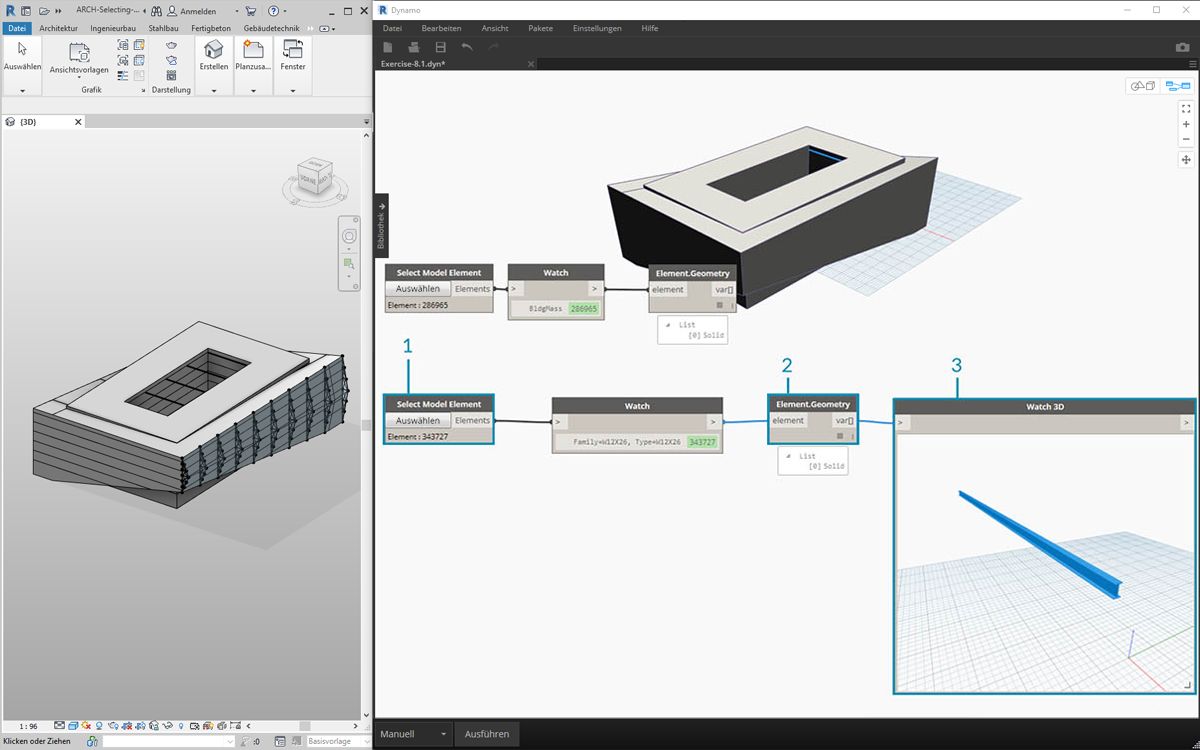 ARCH-Selecting-...
Anmelden
Datei Architektur Ingenieurbau Stahlbau Fertigbeton Gebäudetechnik
Auswählen
Ansichtsvorlagen
Erstellen
Planzusa...
Fenster
Grafik
Darstellung
{3D}
1 : 96
Klicken oder Ziehen
:0
Basisvorlage
Dynamo
Datei Bearbeiten Ansicht Pakete Einstellungen Hilfe
Exercise-8.1.dyn*
Bibliothek
Select Model Element
Auswählen Elements
Element : 286965
Watch
> >
BldgMass 286965
Element.Geometry
element var[]
List
[0] Solid
1
2
3
Select Model Element
Auswählen Elements
Element : 343727
Watch
> >
Family=W12X26, Type=W12X26 343727
Element.Geometry
element var[]
List
[0] Solid
Watch 3D
> >
Manuell
Ausführen